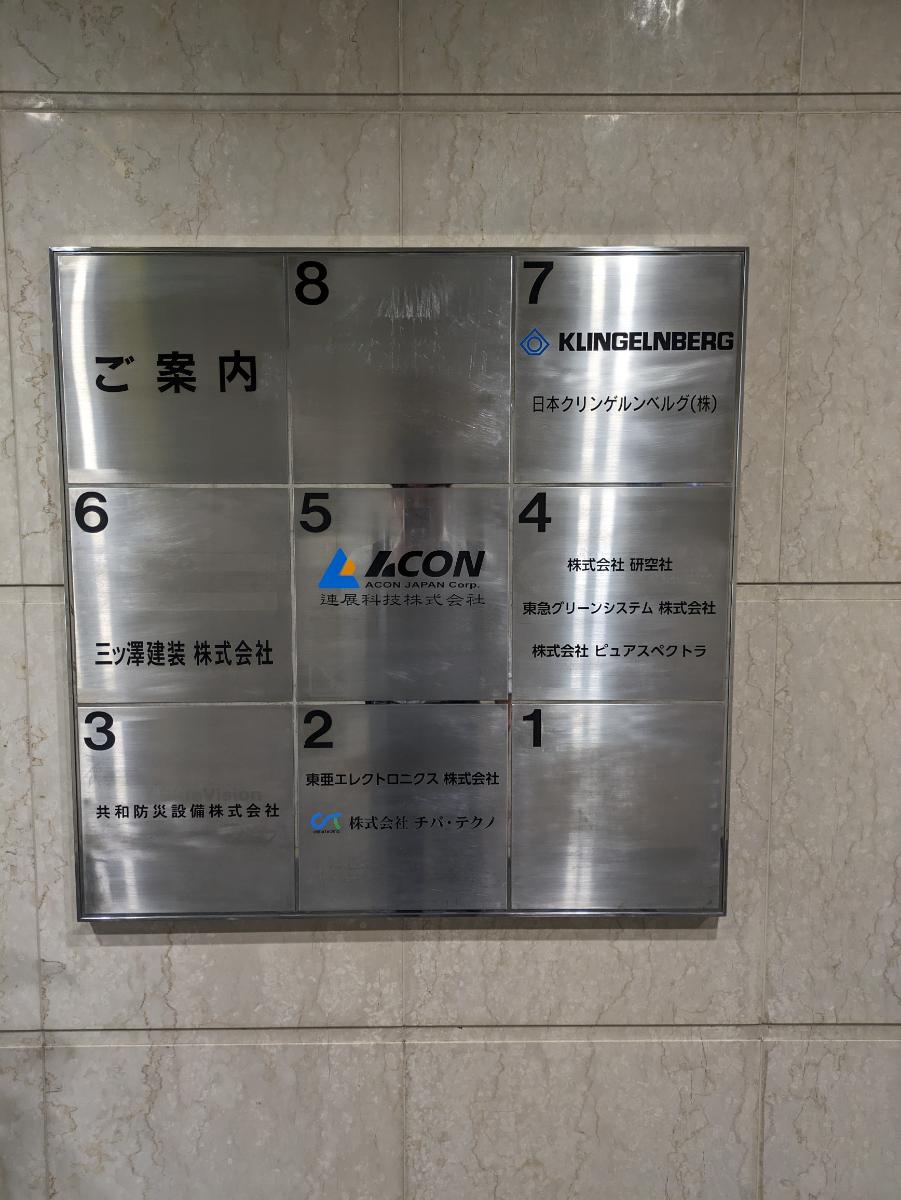 ご案内
8
7
KLINGELNBERG
日本クリンゲルンベルグ(株)
6
三ッ澤建装 株式会社
5
ACON
ACON JAPAN Corp.
連展科技株式会社
4
株式会社 研空社
東急グリーンシステム 株式会社
株式会社 ピュアスペクトラ
3
共和防災設備株式会社
2
東亜エレクトロニクス 株式会社
株式会社 チバ・テクノ
1